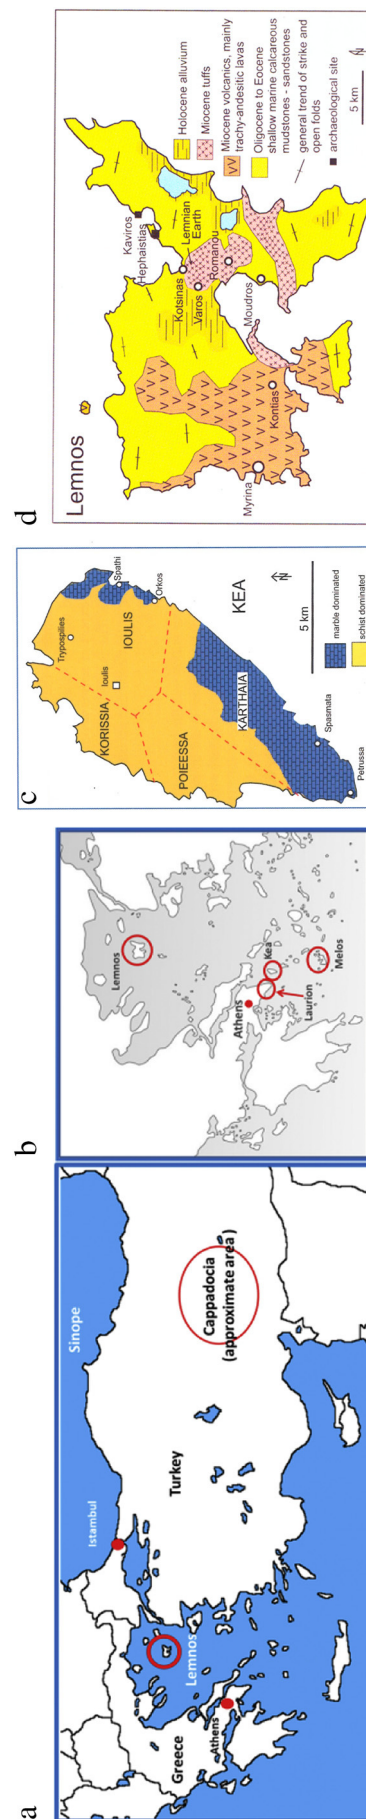 a
Sinope
Istambul
Turkey
Cappadocia
(approximate area)
Lemnos
Greece
Athens
b
Lemnos
Athens
Kea
Laurion
Melos
c
Trypospilies
Spathi
Orkos
IOULIS
Ioulis
KORISSIA
POIEESSA
KARTHAIA
Spasmata
Petrussa
KEA
N
5 km
marble dominated
schist dominated
d
Lemnos
Kaviros
Hephaistias
Kotsinas
Lemnian
Earth
Varos
Romanou
Moudros
Kontias
Myrina
Holocene alluvium
Miocene tuffs
Miocene volcanics, mainly
trachy-andesitic lavas
Oligocene to Eocene
shallow marine calcareous
mudstones - sandstones
general trend of strike and
open folds
archaeological site
N
5 km